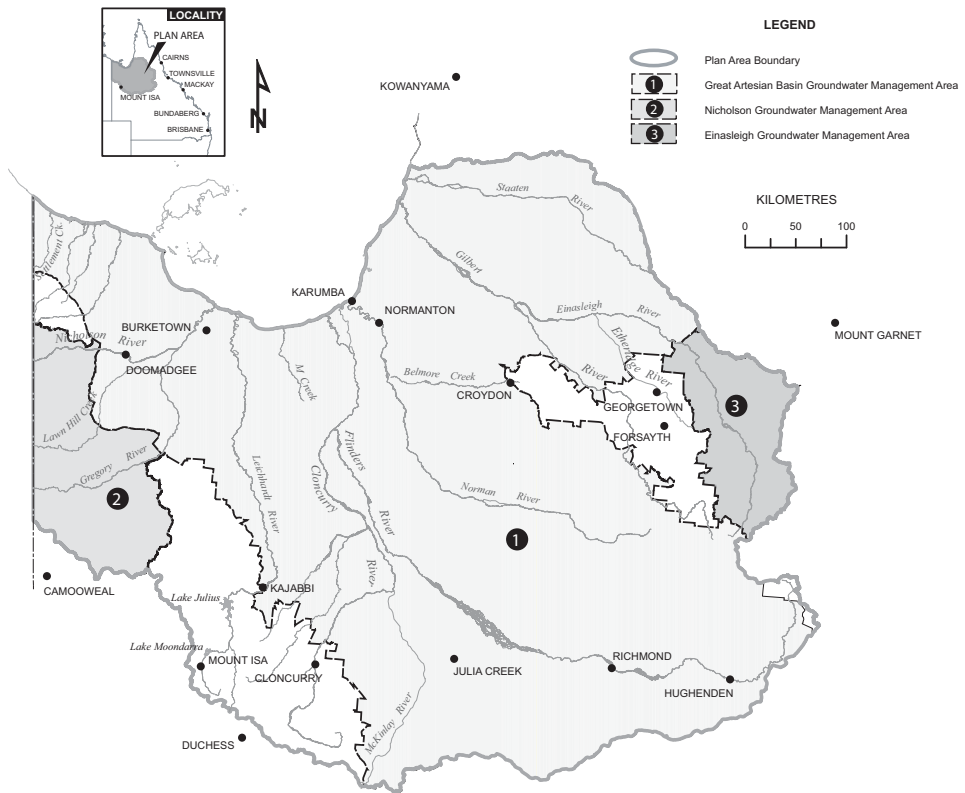 LOCALITY
PLAN AREA
CAIRNS
TOWNSVILLE
MACKAY
MOUNT ISA
BUNDABERG
BRISBANE
N
LEGEND
Plan Area Boundary
1 Great Artesian Basin Groundwater Management Area
2 Nicholson Groundwater Management Area
3 Einasleigh Groundwater Management Area
KILOMETRES
0 50 100
KOWANYAMA
Staaten River
Settlement Ck.
Gilbert
KARUMBA
Einasleigh River
NORMANTON
BURKETOWN
MOUNT GARNET
Nicholson River
Etheridge River
DOOMADGEE
M Creek
Belmore Creek
River
CROYDON
GEORGETOWN
3
Lawn Hill Creek
FORSAYTH
Gregory River
Leichhardt River
Cloncurry
Flinders
River
Norman River
2
1
River
CAMOOWEAL
KAJABBI
Lake Julius
Lake Moondarra
MOUNT ISA
CLONCURRY
JULIA CREEK
RICHMOND
HUGHENDEN
McKinlay River
DUCHESS